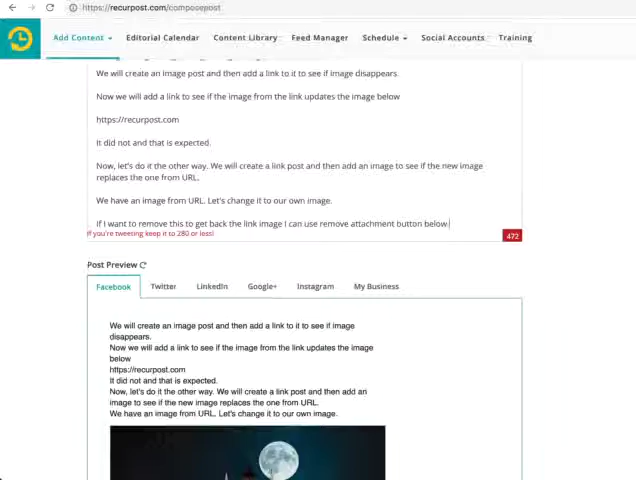 https://recurpost.com/composepost
Add Content
Editorial Calendar
Content Library
Feed Manager
Schedule
Social Accounts
Training
We will create an image post and then add a link to it to see if image disappears.
Now we will add a link to see if the image from the link updates the image below
https://recurpost.com
It did not and that is expected.
Now, let's do it the other way. We will create a link post and then add an image to see if the new image
replaces the one from URL.
We have an image from URL. Let's change it to our own image.
If I want to remove this to get back the link image I can use remove attachment button below
If you're tweeting keep it to 280 or less!
472
Post Preview
Facebook
Twitter
LinkedIn
Google+
Instagram
My Business
We will create an image post and then add a link to it to see if image
disappears.
Now we will add a link to see if the image from the link updates the image
below
https://recurpost.com
It did not and that is expected.
Now, let's do it the other way. We will create a link post and then add an
image to see if the new image replaces the one from URL.
We have an image from URL. Let's change it to our own image.